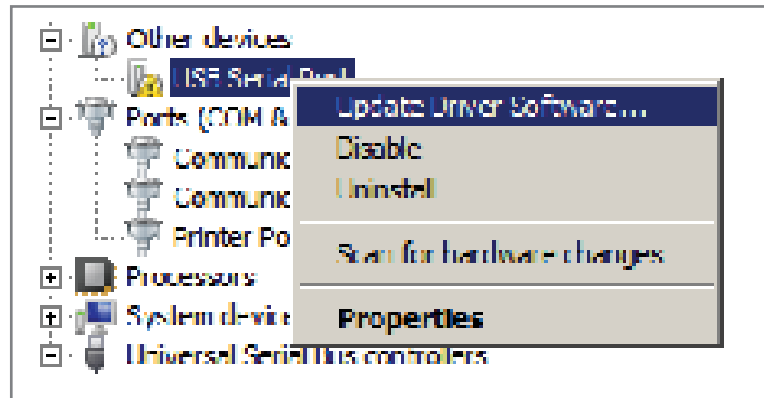 Other devices
USB Serial Port
Update Driver Software...
Ports (COM &
Disable
Communic
Uninstall
Communic
Printer Po
Scan for hardware changes
Processors
System device
Properties
Universal Serial Bus controllers